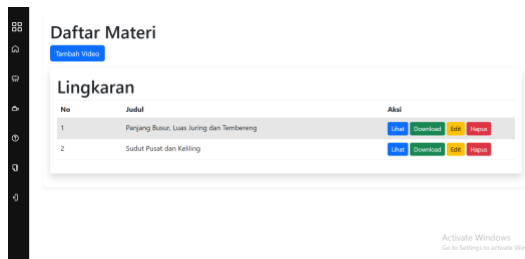 Daftar Materi
Tambah Video
Lingkaran
No Judul Aksi
1 Panjang Busur, Luas Juring dan Tembereng Lihat Download Edit Hapus
2 Sudut Pusat dan Keliling Lihat Download Edit Hapus
Activate Windows
Go to Settings to activate Win